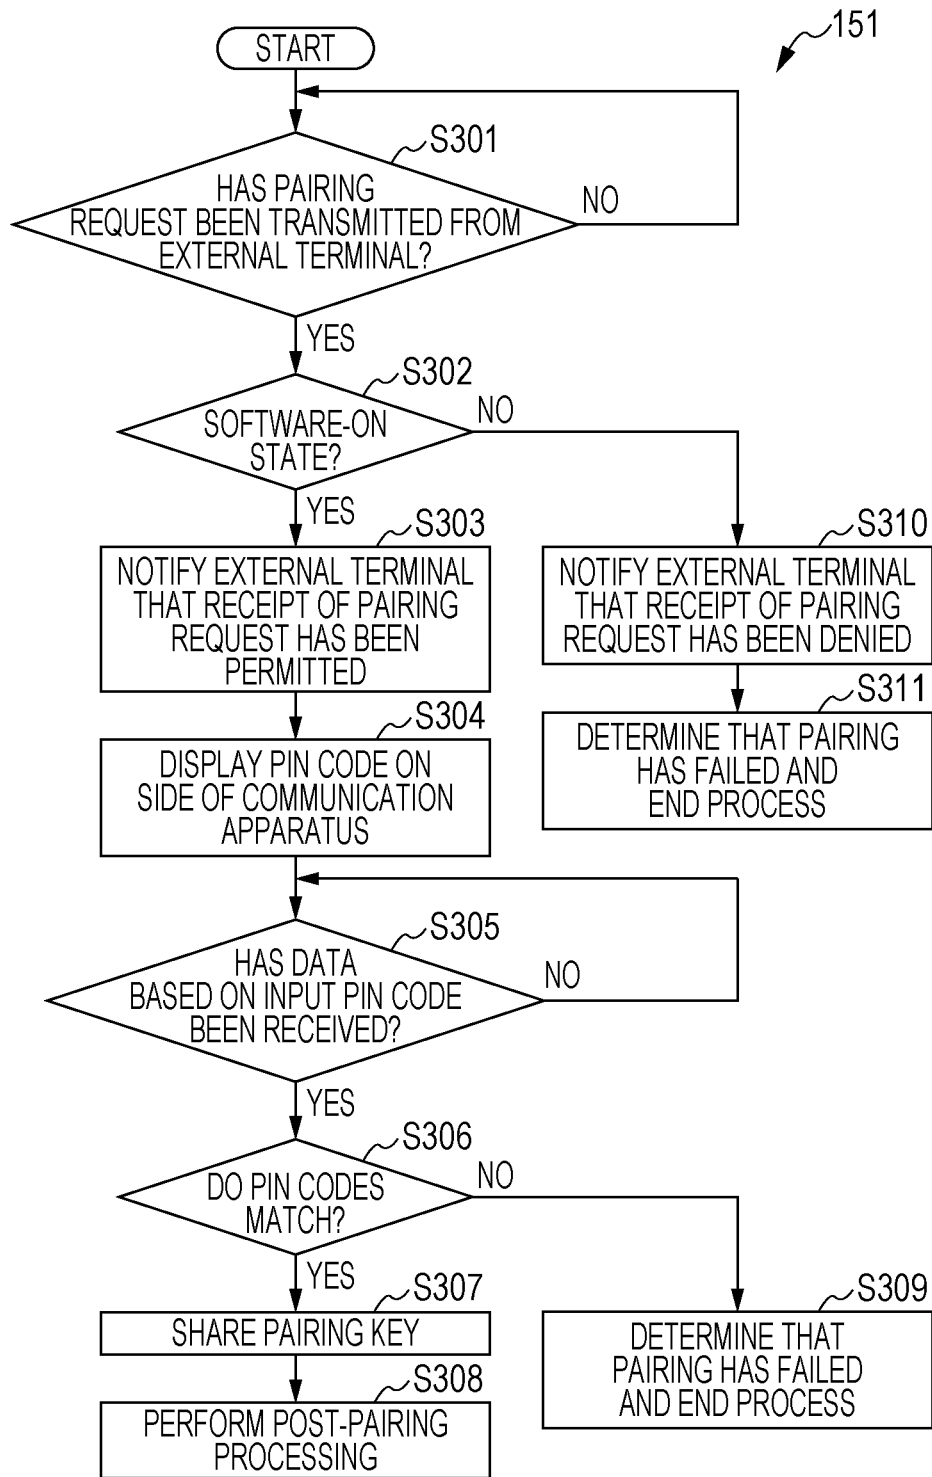 151
START
S301
HAS PAIRING
REQUEST BEEN TRANSMITTED FROM
EXTERNAL TERMINAL?
NO
YES
S302
SOFTWARE-ON
STATE?
NO
YES
S303
NOTIFY EXTERNAL TERMINAL
THAT RECEIPT OF PAIRING
REQUEST HAS BEEN
PERMITTED
S310
NOTIFY EXTERNAL TERMINAL
THAT RECEIPT OF PAIRING
REQUEST HAS BEEN DENIED
S304
DISPLAY PIN CODE ON
SIDE OF COMMUNICATION
APPARATUS
S311
DETERMINE THAT PAIRING
HAS FAILED AND
END PROCESS
S305
HAS DATA
BASED ON INPUT PIN CODE
BEEN RECEIVED?
NO
YES
S306
DO PIN CODES
MATCH?
NO
YES
S307
SHARE PAIRING KEY
S309
DETERMINE THAT
PAIRING HAS FAILED
AND END PROCESS
S308
PERFORM POST-PAIRING
PROCESSING